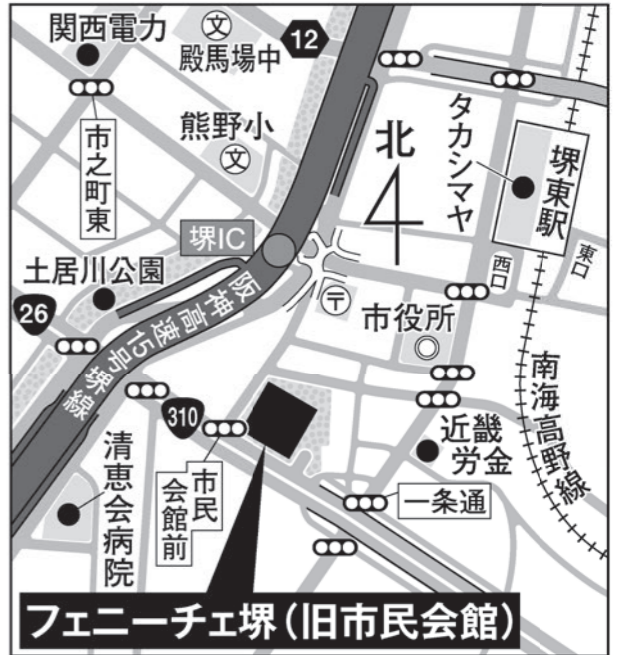 関西電力
文
殿馬場中
12
市之町東
熊野小
文
北
タカシマヤ
堺東駅
堺IC
土居川公園
26
阪神高速15号堺線
〒
市役所
西口
東口
南海高野線
310
市民会館前
清恵会病院
近畿労金
一条通
フェニーチェ堺(旧市民会館)